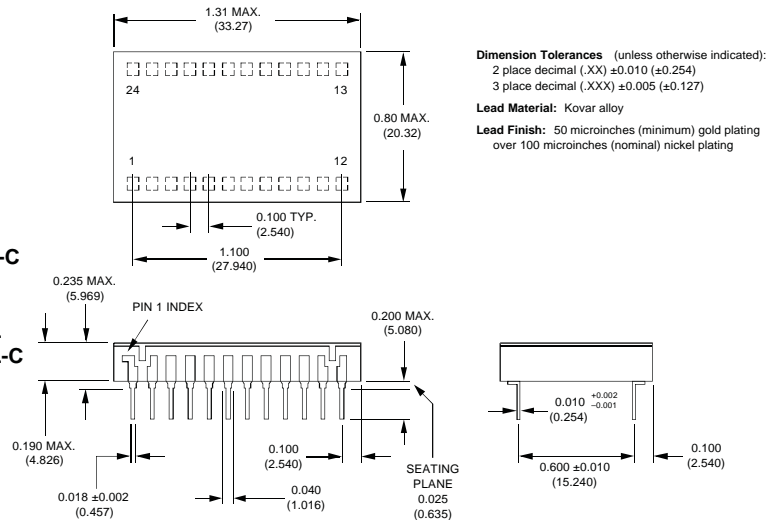 1.31 MAX.
(33.27)
24
13
0.80 MAX.
(20.32)
1
12
0.100 TYP.
(2.540)
1.100
(27.940)
Dimension Tolerances (unless otherwise indicated):
2 place decimal (.XX) ±0.010 (±0.254)
3 place decimal (.XXX) ±0.005 (±0.127)
Lead Material: Kovar alloy
Lead Finish: 50 microinches (minimum) gold plating
over 100 microinches (nominal) nickel plating
-C
0.235 MAX.
(5.969)
PIN 1 INDEX
-C
0.200 MAX.
(5.080)
0.190 MAX.
(4.826)
0.018 ±0.002
(0.457)
0.040
(1.016)
0.100
(2.540)
SEATING
PLANE
0.025
(0.635)
0.010 +0.002 –0.001
(0.254)
0.600 ±0.010
(15.240)
0.100
(2.540)